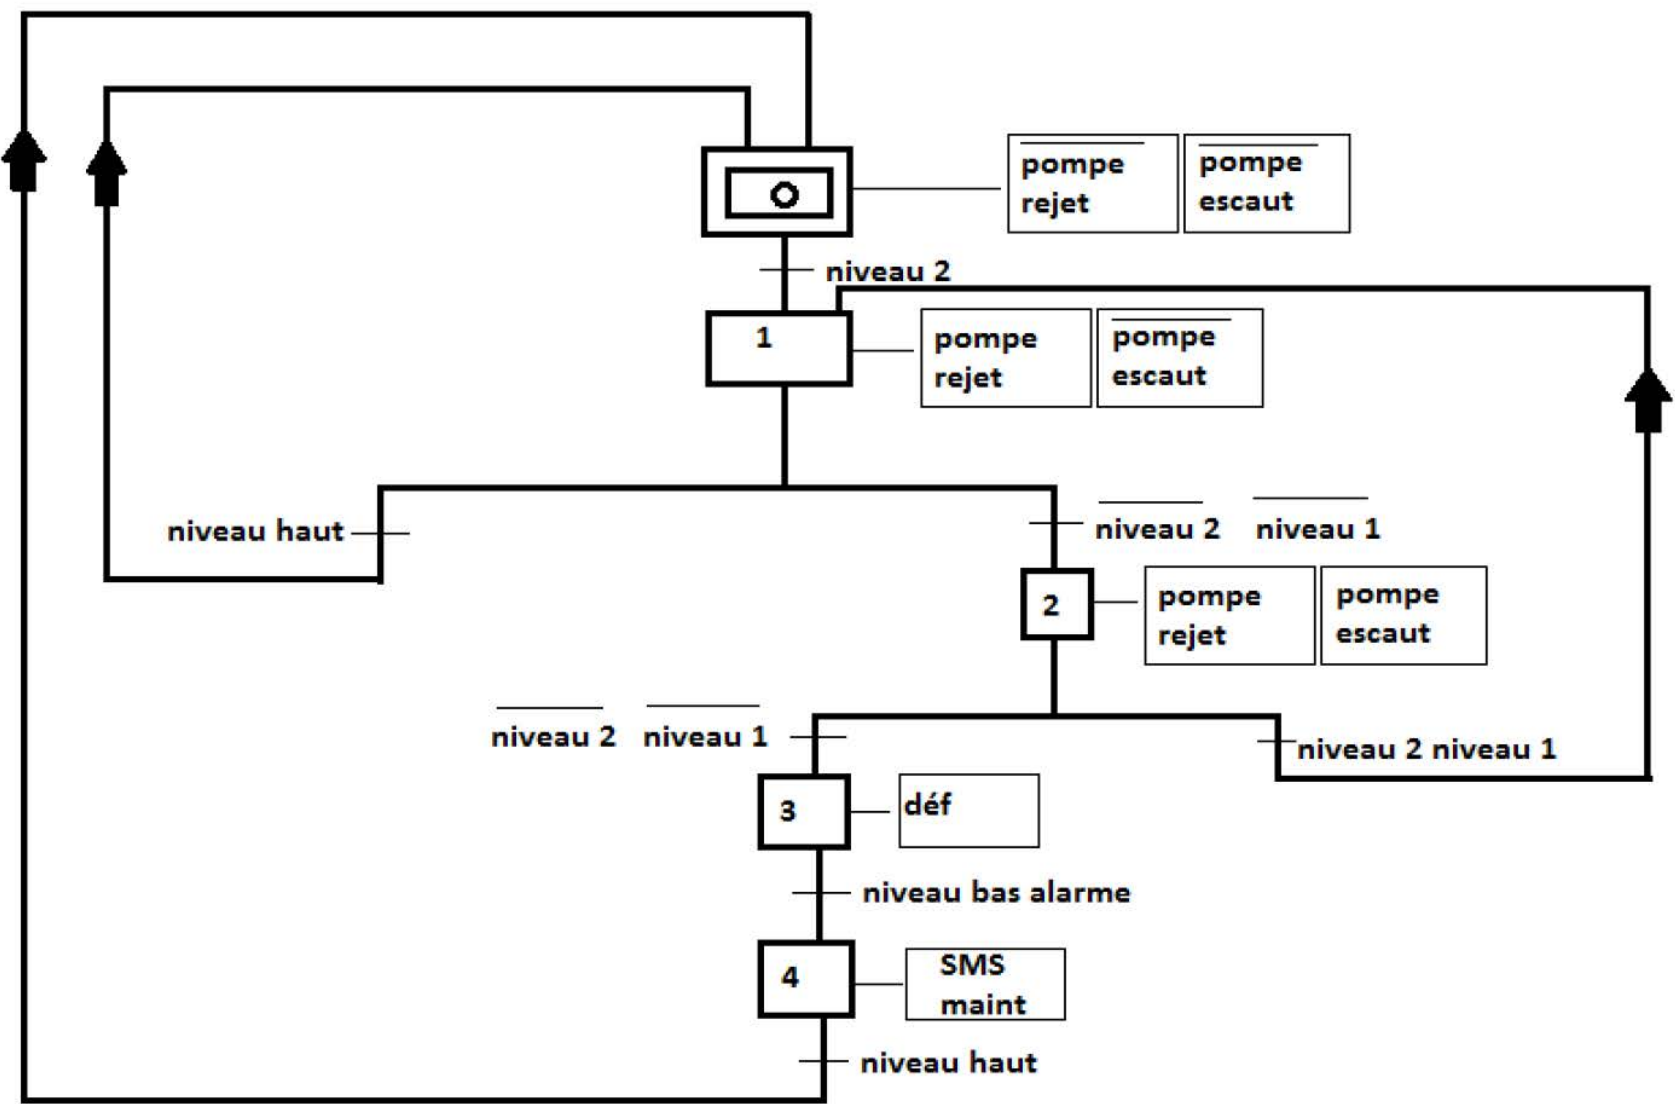 0
pompe
rejet
pompe
escaut
niveau 2
1
pompe
rejet
pompe
escaut
niveau haut
niveau 2 niveau 1
2
pompe
rejet
pompe
escaut
niveau 2 niveau 1
niveau 2 niveau 1
3
déf
niveau bas alarme
4
SMS
maint
niveau haut